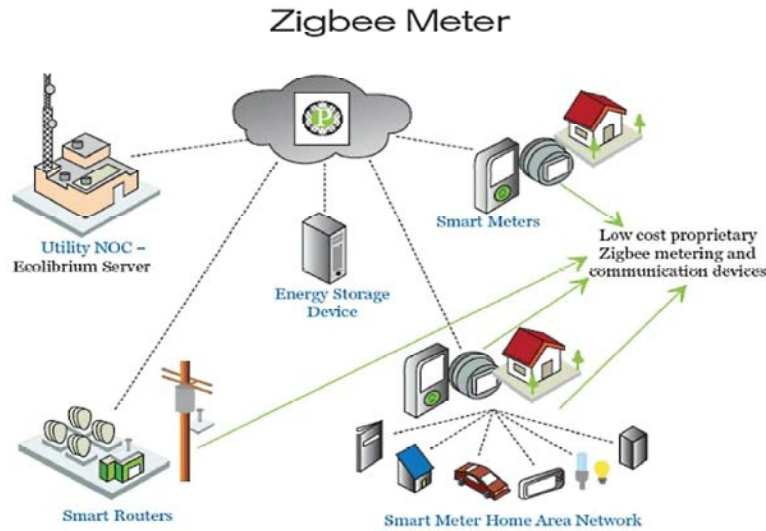 Zigbee Meter
P
Utility NOC –
Ecolibrium Server
Energy Storage
Device
Smart Meters
Low cost proprietary
Zigbee metering and
communication devices
Smart Routers
Smart Meter Home Area Network